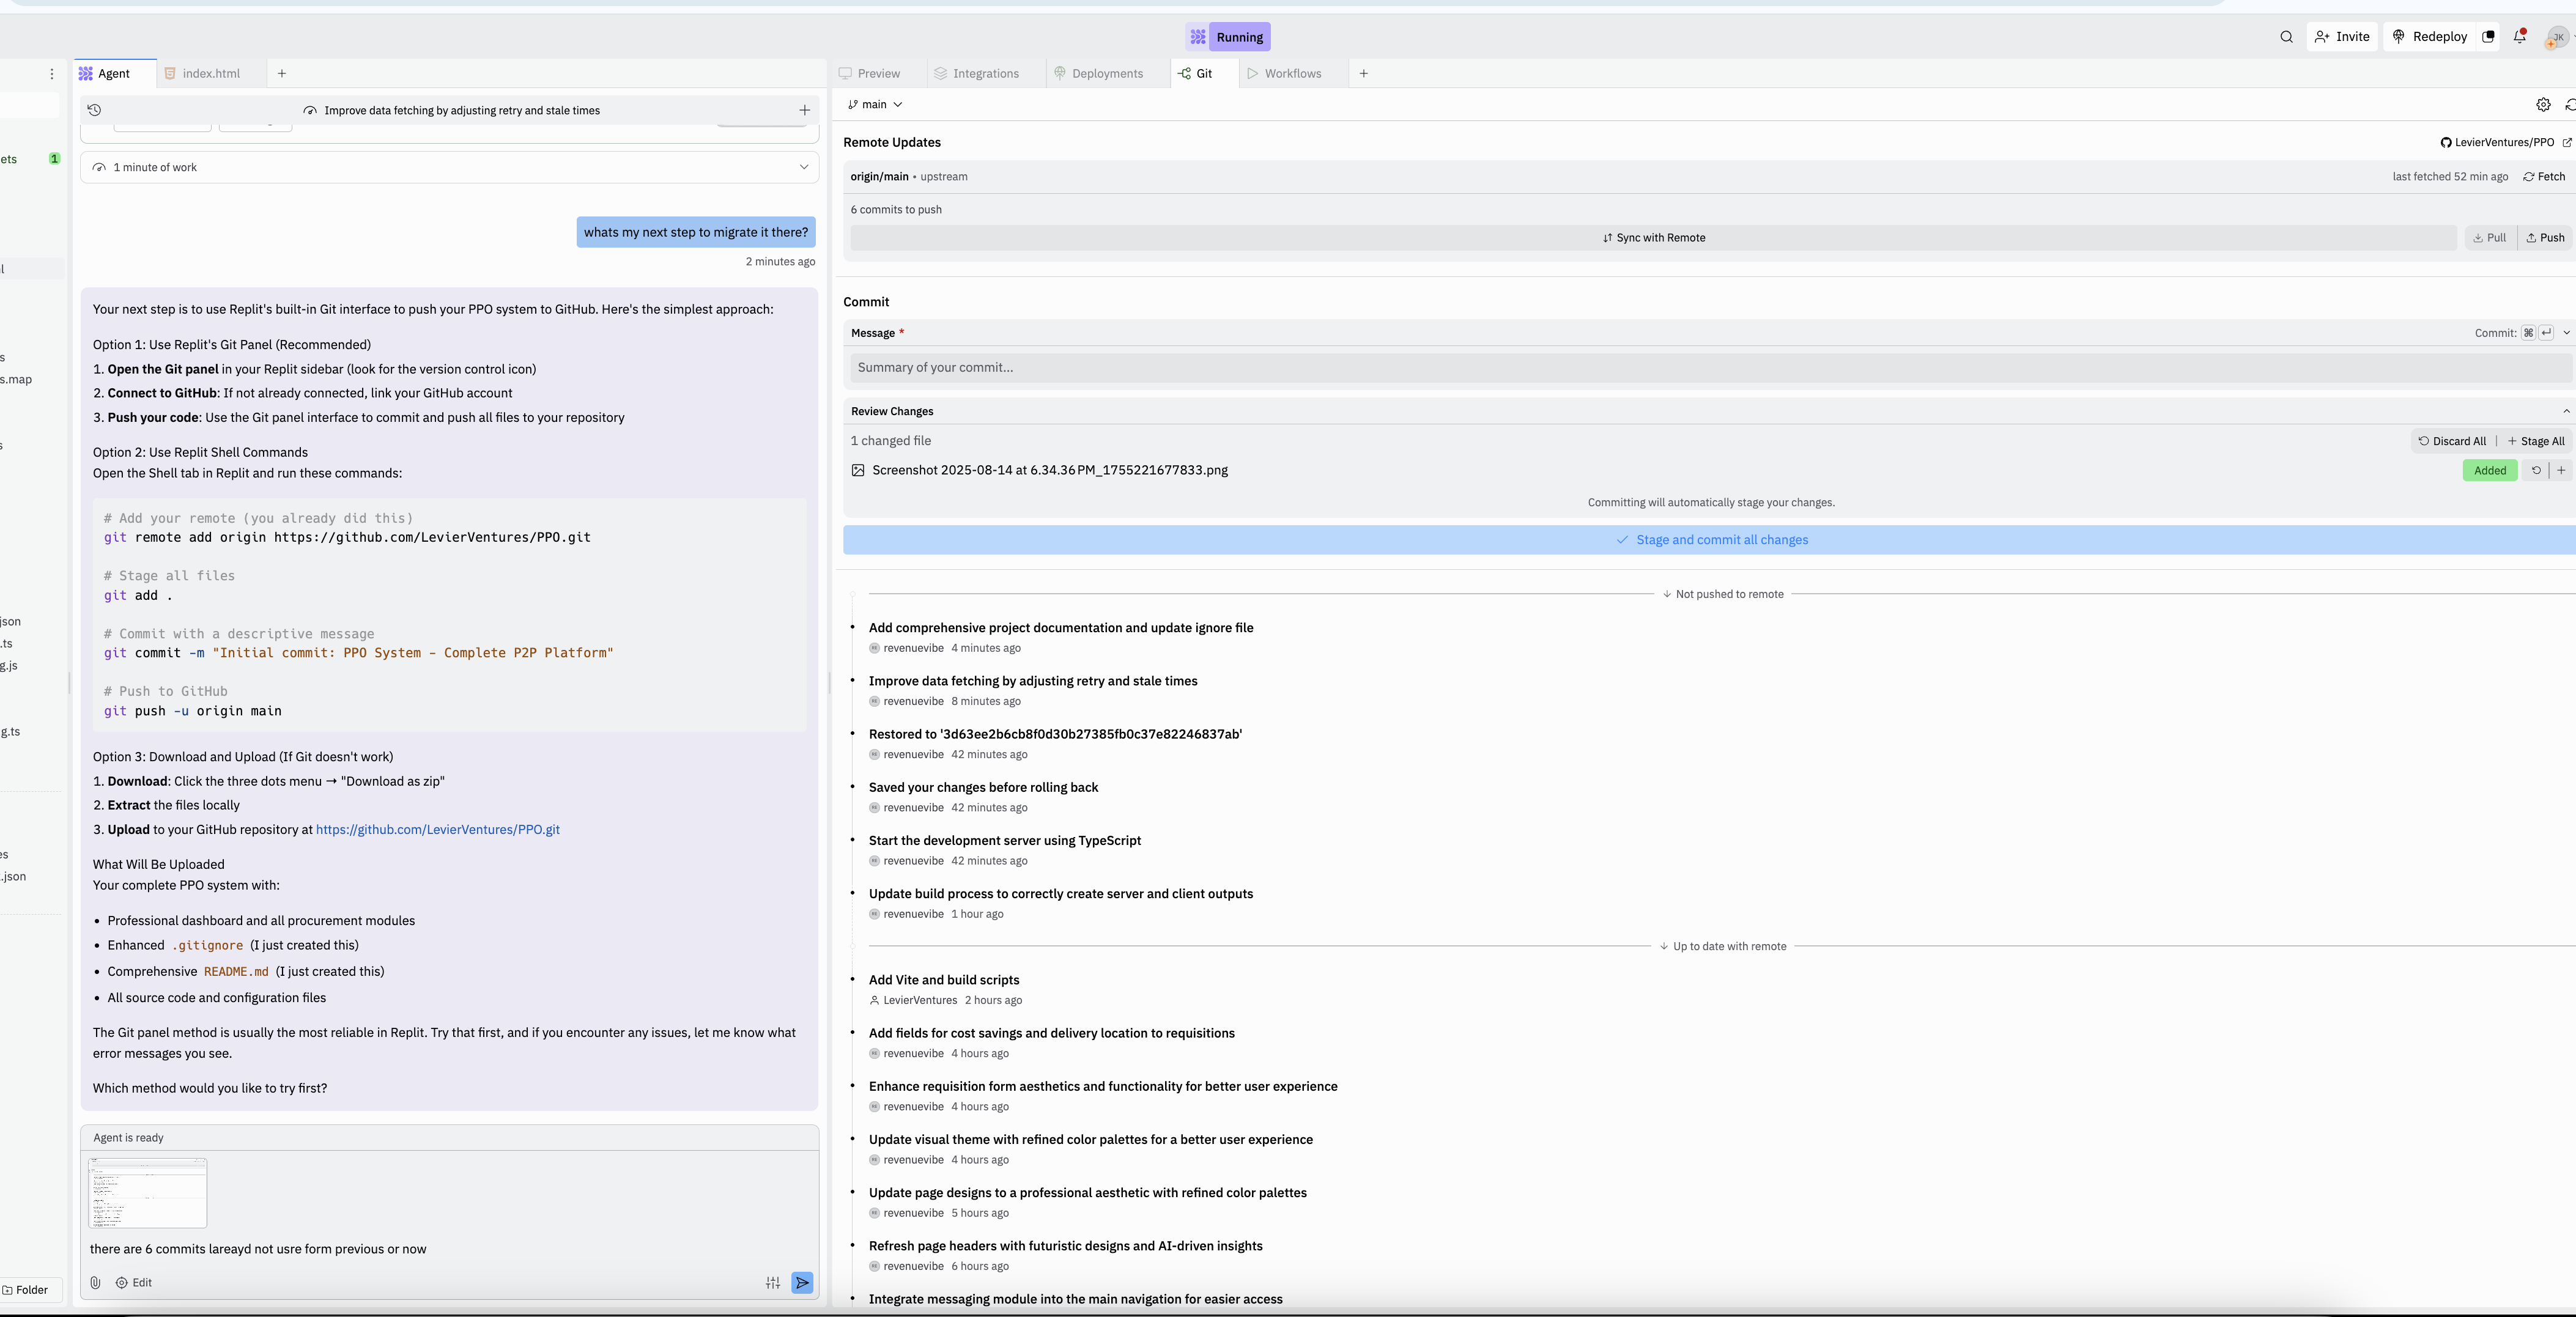 Running
Invite
Redeploy
JK
Agent
index.html
Preview
Integrations
Deployments
Git
Workflows
Improve data fetching by adjusting retry and stale times
1 minute of work
whats my next step to migrate it there?
2 minutes ago
Your next step is to use Replit's built-in Git interface to push your PPO system to GitHub. Here's the simplest approach:
Option 1: Use Replit's Git Panel (Recommended)
1. Open the Git panel in your Replit sidebar (look for the version control icon)
2. Connect to GitHub: If not already connected, link your GitHub account
3. Push your code: Use the Git panel interface to commit and push all files to your repository
Option 2: Use Replit Shell Commands
Open the Shell tab in Replit and run these commands:
# Add your remote (you already did this)
git remote add origin https://github.com/LevierVentures/PPO.git
# Stage all files
git add .
# Commit with a descriptive message
git commit -m "Initial commit: PPO System - Complete P2P Platform"
# Push to GitHub
git push -u origin main
Option 3: Download and Upload (If Git doesn't work)
1. Download: Click the three dots menu → "Download as zip"
2. Extract the files locally
3. Upload to your GitHub repository at https://github.com/LevierVentures/PPO.git
What Will Be Uploaded
Your complete PPO system with:
• Professional dashboard and all procurement modules
• Enhanced .gitignore (I just created this)
• Comprehensive README.md (I just created this)
• All source code and configuration files
The Git panel method is usually the most reliable in Replit. Try that first, and if you encounter any issues, let me know what
error messages you see.
Which method would you like to try first?
Agent is ready
there are 6 commits lareayd not usre form previous or now
Edit
ets
1
l
s
s.map
s
json
.ts
g.js
g.ts
es
.json
Folder
main
Remote Updates
LevierVentures/PPO
origin/main • upstream
last fetched 52 min ago
Fetch
6 commits to push
Sync with Remote
Pull
Push
Commit
Message *
Commit: ⌘ ↵
Summary of your commit...
Review Changes
1 changed file
Discard All
Stage All
Screenshot 2025-08-14 at 6.34.36 PM_1755221677833.png
Added
Committing will automatically stage your changes.
Stage and commit all changes
Not pushed to remote
Add comprehensive project documentation and update ignore file
revenuevibe 4 minutes ago
Improve data fetching by adjusting retry and stale times
revenuevibe 8 minutes ago
Restored to '3d63ee2b6cb8f0d30b27385fb0c37e82246837ab'
revenuevibe 42 minutes ago
Saved your changes before rolling back
revenuevibe 42 minutes ago
Start the development server using TypeScript
revenuevibe 42 minutes ago
Update build process to correctly create server and client outputs
revenuevibe 1 hour ago
Up to date with remote
Add Vite and build scripts
LevierVentures 2 hours ago
Add fields for cost savings and delivery location to requisitions
revenuevibe 4 hours ago
Enhance requisition form aesthetics and functionality for better user experience
revenuevibe 4 hours ago
Update visual theme with refined color palettes for a better user experience
revenuevibe 4 hours ago
Update page designs to a professional aesthetic with refined color palettes
revenuevibe 5 hours ago
Refresh page headers with futuristic designs and AI-driven insights
revenuevibe 6 hours ago
Integrate messaging module into the main navigation for easier access